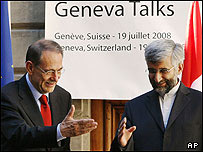 Geneva Talks
Genève, Suisse - 19 juillet 2008
Geneva, Switzerland - 19
AP